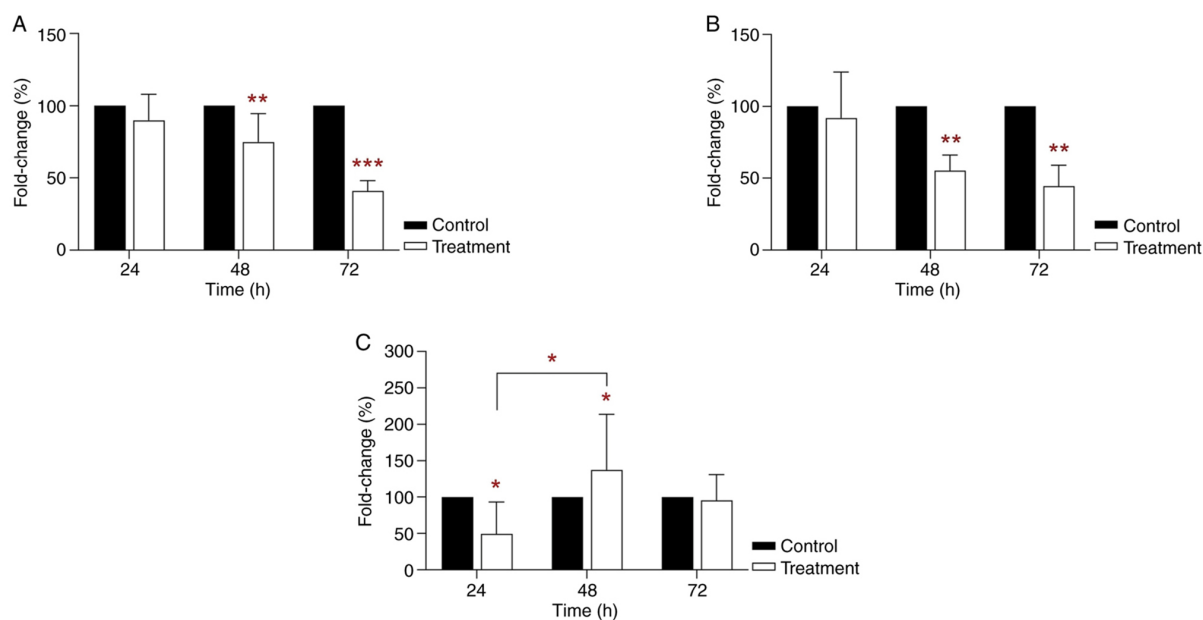 A
150
100
50
0
Fold-change (%)
**
***
24
48
72
Time (h)
Control
Treatment
B
150
100
50
0
Fold-change (%)
**
**
24
48
72
Time (h)
Control
Treatment
C
300
250
200
150
100
50
0
Fold-change (%)
*
*
*
24
48
72
Time (h)
Control
Treatment